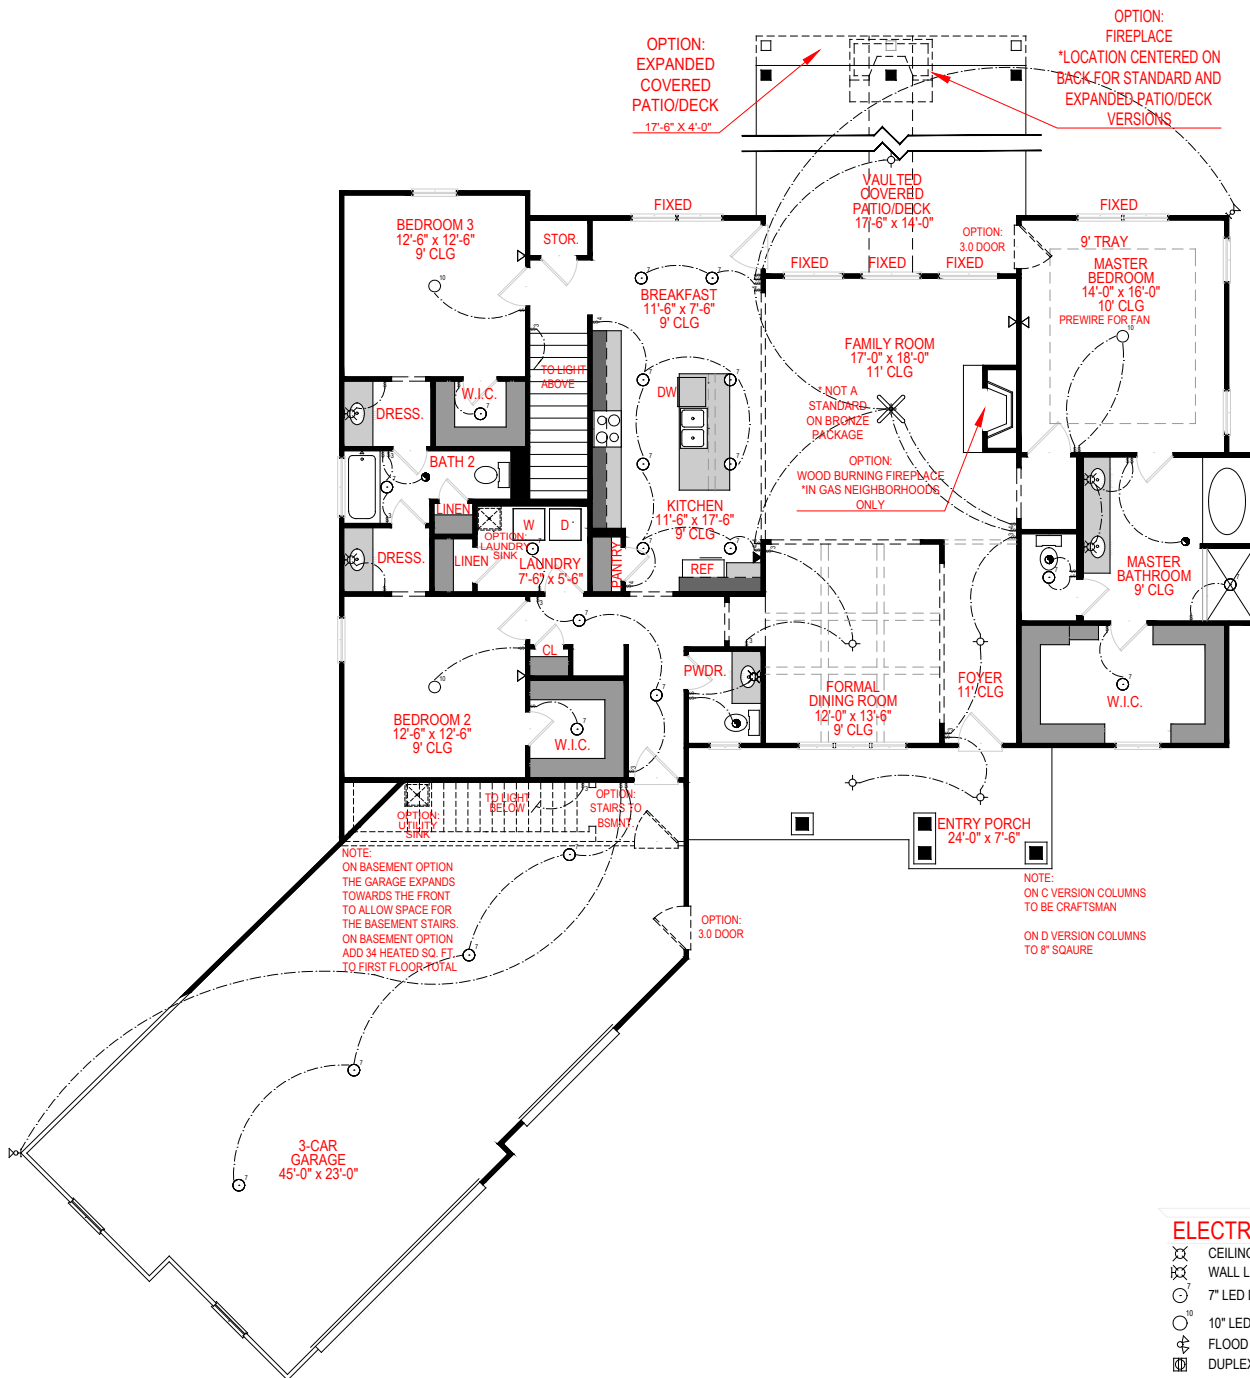 OPTION:
EXPANDED
COVERED
PATIO/DECK
17'-6" X 4'-0"
OPTION:
FIREPLACE
*LOCATION CENTERED ON
BACK FOR STANDARD AND
EXPANDED PATIO/DECK
VERSIONS
VAULTED
COVERED
PATIO/DECK
17'-6" x 14'-0"
FIXED
FIXED
FIXED
FIXED
FIXED
OPTION:
3.0 DOOR
BEDROOM 3
12'-6" x 12'-6"
9' CLG
STOR.
BREAKFAST
11'-6" x 7'-6"
9' CLG
9' TRAY
MASTER
BEDROOM
14'-0" x 16'-0"
10' CLG
PREWIRE FOR FAN
FAMILY ROOM
17'-0" x 18'-0"
11' CLG
TO LIGHT
ABOVE
* NOT A
STANDARD
ON BRONZE
PACKAGE
OPTION:
WOOD BURNING FIREPLACE
*IN GAS NEIGHBORHOODS
ONLY
DW
W.I.C.
DRESS.
BATH 2
LINEN
W
D
OPTION:
LAUNDRY
SINK
LINEN
LAUNDRY
7'-6" x 5'-6"
DRESS.
KITCHEN
11'-6" x 17'-6"
9' CLG
PANTRY
REF
MASTER
BATHROOM
9' CLG
CL
PWDR.
BEDROOM 2
12'-6" x 12'-6"
9' CLG
W.I.C.
FORMAL
DINING ROOM
12'-0" x 13'-6"
9' CLG
FOYER
11' CLG
W.I.C.
TO LIGHT
BELOW
OPTION:
UTILITY
SINK
OPTION:
STAIRS TO
BSMNT.
ENTRY PORCH
24'-0" x 7'-6"
NOTE:
ON BASEMENT OPTION
THE GARAGE EXPANDS
TOWARDS THE FRONT
TO ALLOW SPACE FOR
THE BASEMENT STAIRS.
ON BASEMENT OPTION
ADD 34 HEATED SQ. FT.
TO FIRST FLOOR TOTAL
NOTE:
ON C VERSION COLUMNS
TO BE CRAFTSMAN
ON D VERSION COLUMNS
TO 8" SQAURE
OPTION:
3.0 DOOR
3-CAR
GARAGE
45'-0" x 23'-0"
ELECTR
CEILING
WALL L
7" LED
10" LED
FLOOD
DUPLEX